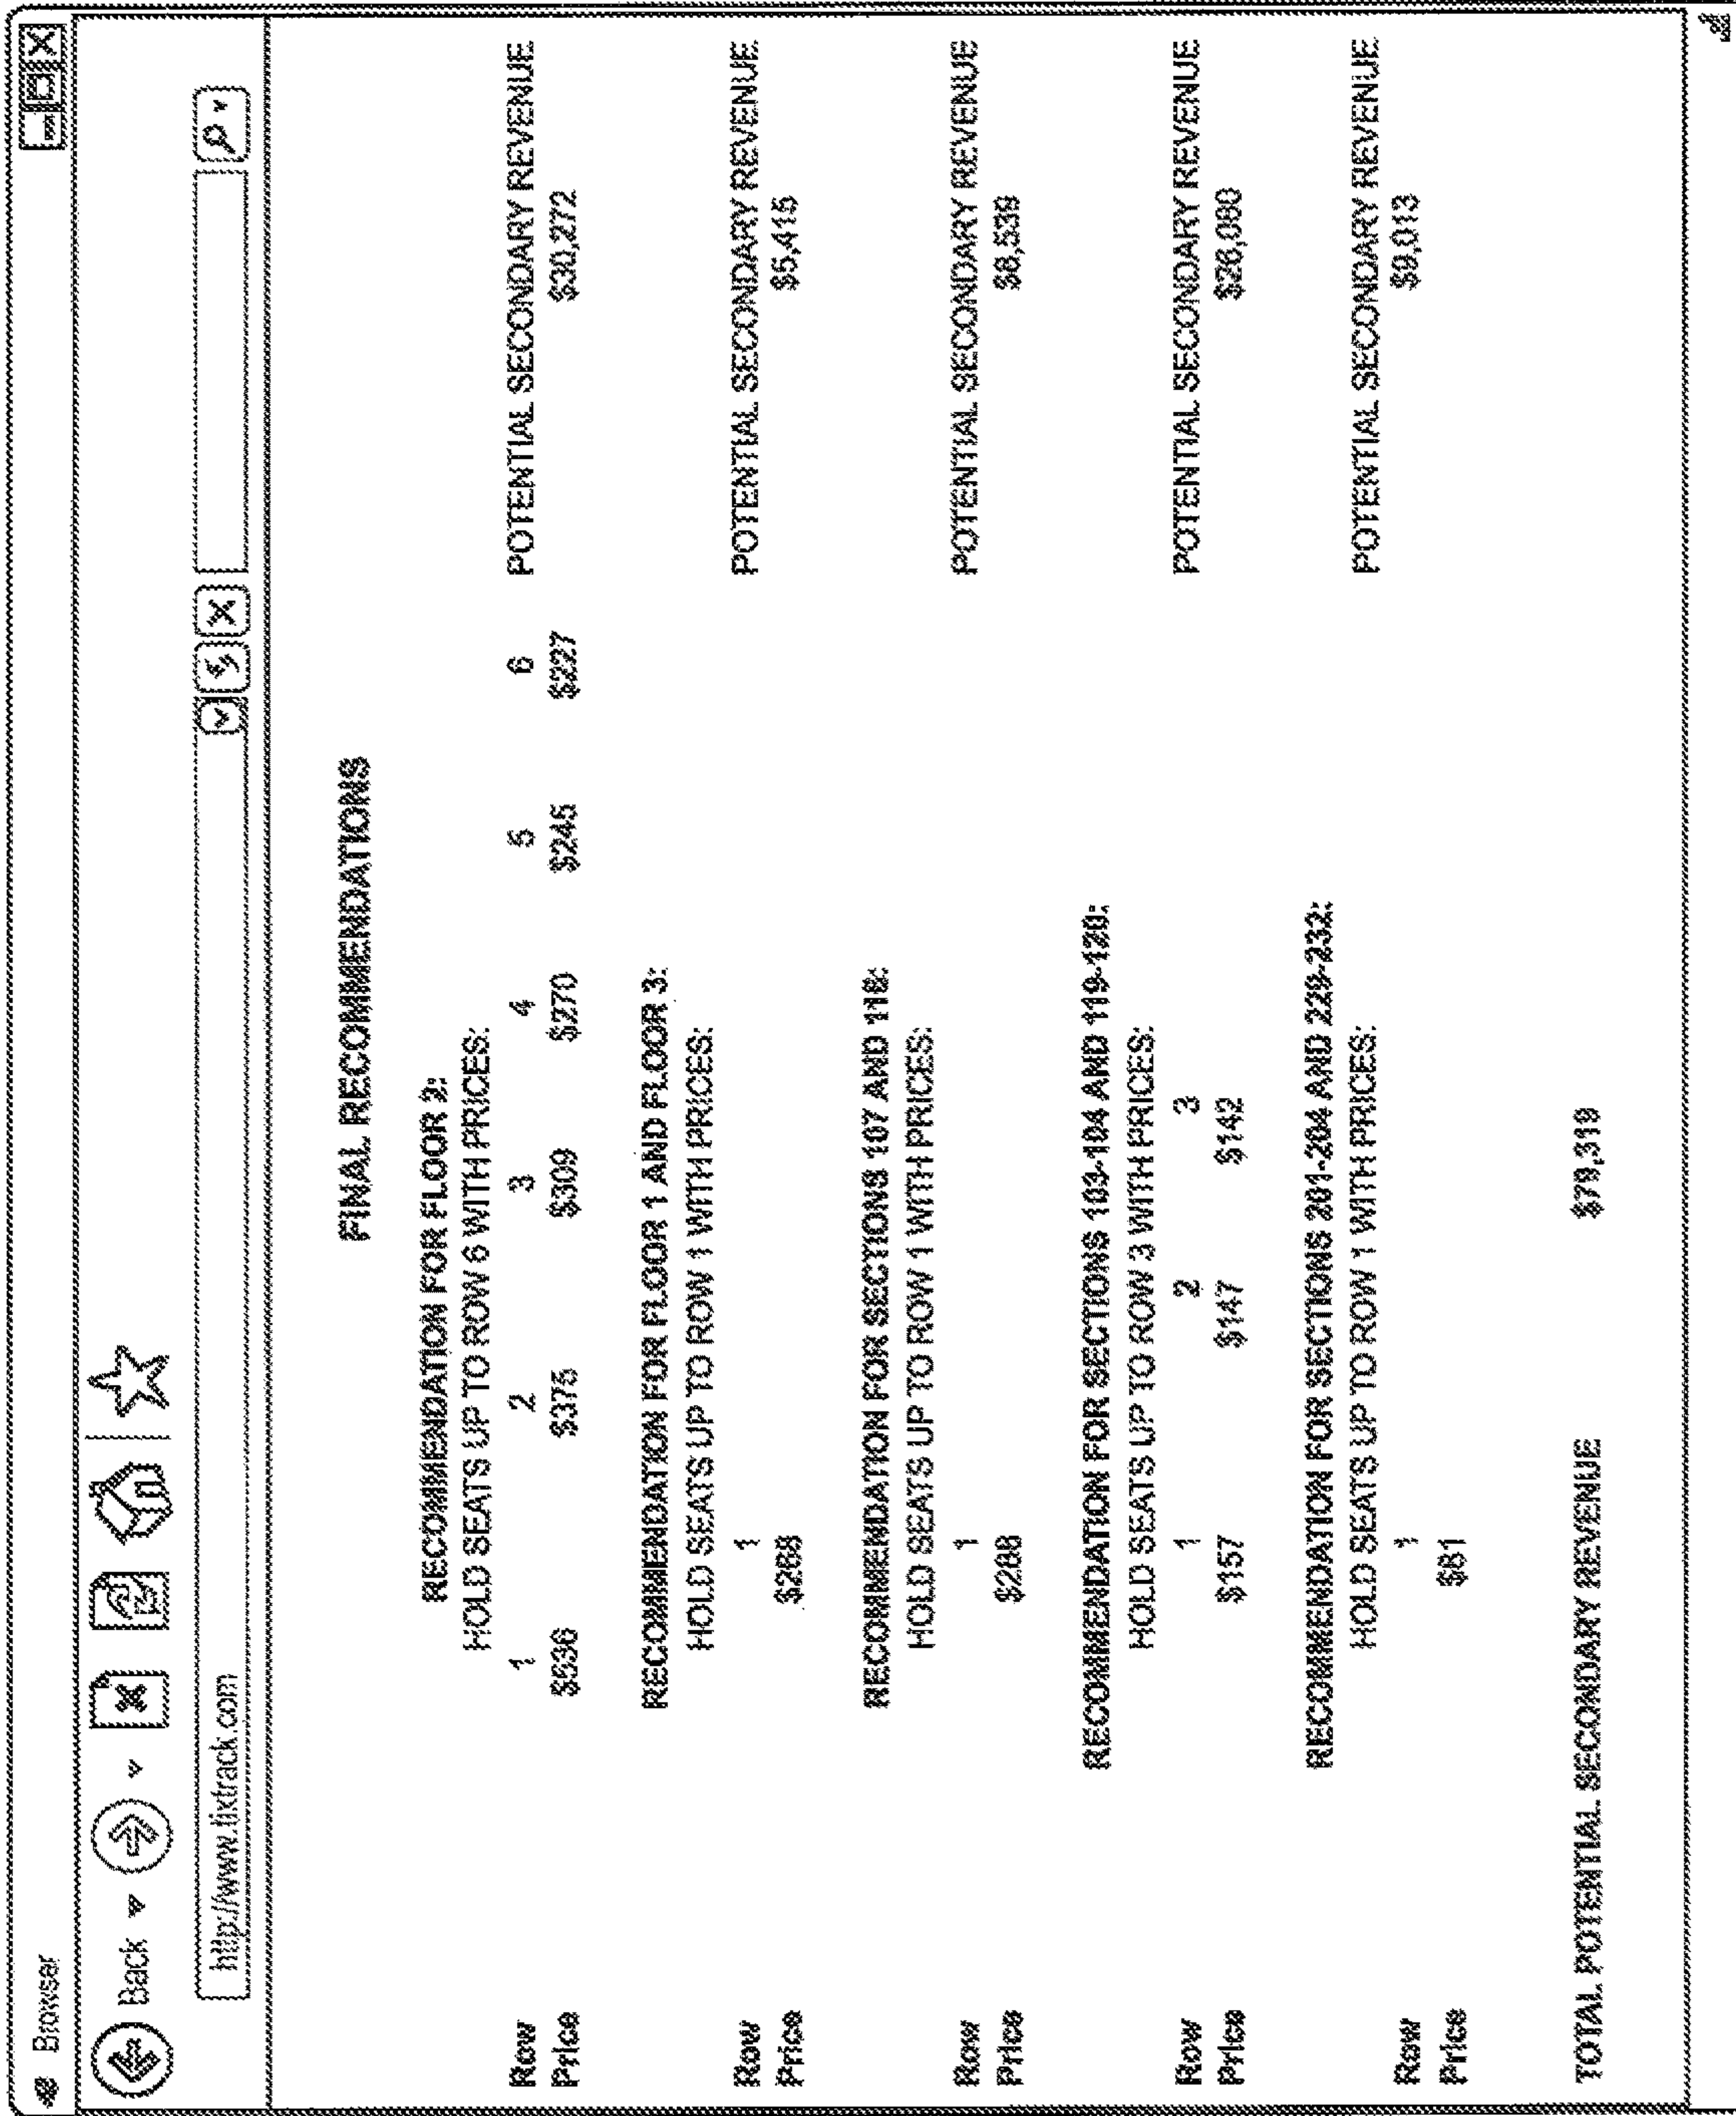 Browser
Back
http://www.tixtrack.com
FINAL RECOMMENDATIONS
RECOMMENDATION FOR FLOOR 2:
HOLD SEATS UP TO ROW 6 WITH PRICES:
Row 1 2 3 4 5 6 POTENTIAL SECONDARY REVENUE
Price $536 $375 $309 $270 $245 $227 $30,272
RECOMMENDATION FOR FLOOR 1 AND FLOOR 3:
HOLD SEATS UP TO ROW 1 WITH PRICES:
Row 1 POTENTIAL SECONDARY REVENUE
Price $5,415
RECOMMENDATION FOR SECTIONS 107 AND 118:
HOLD SEATS UP TO ROW 1 WITH PRICES:
Row 1 POTENTIAL SECONDARY REVENUE
Price $288 $8,539
RECOMMENDATION FOR SECTIONS 103-104 AND 119-120:
HOLD SEATS UP TO ROW 3 WITH PRICES:
Row 1 2 3 POTENTIAL SECONDARY REVENUE
Price $157 $147 $142 $26,080
RECOMMENDATION FOR SECTIONS 201-204 AND 229-232:
HOLD SEATS UP TO ROW 1 WITH PRICES:
Row 1 POTENTIAL SECONDARY REVENUE
Price $81 $9,013
TOTAL POTENTIAL SECONDARY REVENUE $79,319